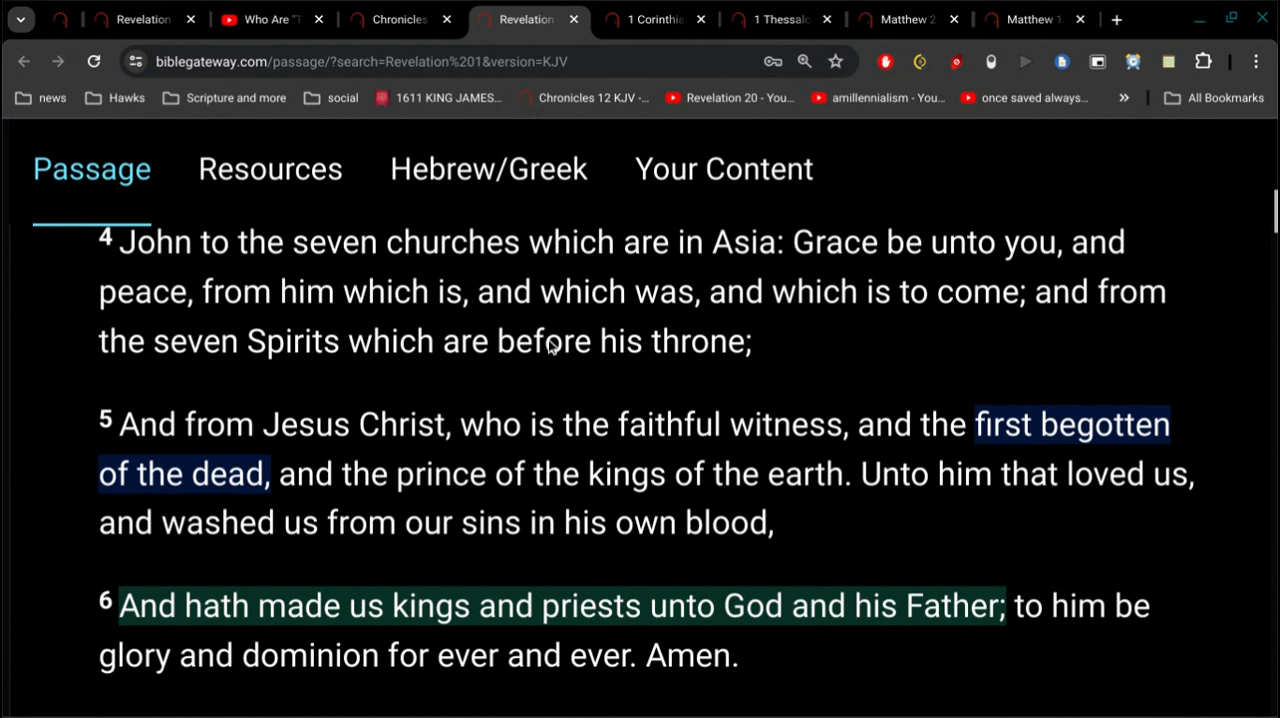 Revelation Who Are "T Chronicles Revelation 1 Corinthia 1 Thessalo Matthew 2 Matthew 1
biblegateway.com/passage/?search=Revelation%201&version=KJV
news Hawks Scripture and more social 1611 KING JAMES... Chronicles 12 KJV -... Revelation 20 - You... amillennialism - You... once saved always... All Bookmarks
Passage Resources Hebrew/Greek Your Content
4 John to the seven churches which are in Asia: Grace be unto you, and
peace, from him which is, and which was, and which is to come; and from
the seven Spirits which are before his throne;
5 And from Jesus Christ, who is the faithful witness, and the first begotten
of the dead, and the prince of the kings of the earth. Unto him that loved us,
and washed us from our sins in his own blood,
6 And hath made us kings and priests unto God and his Father; to him be
glory and dominion for ever and ever. Amen.